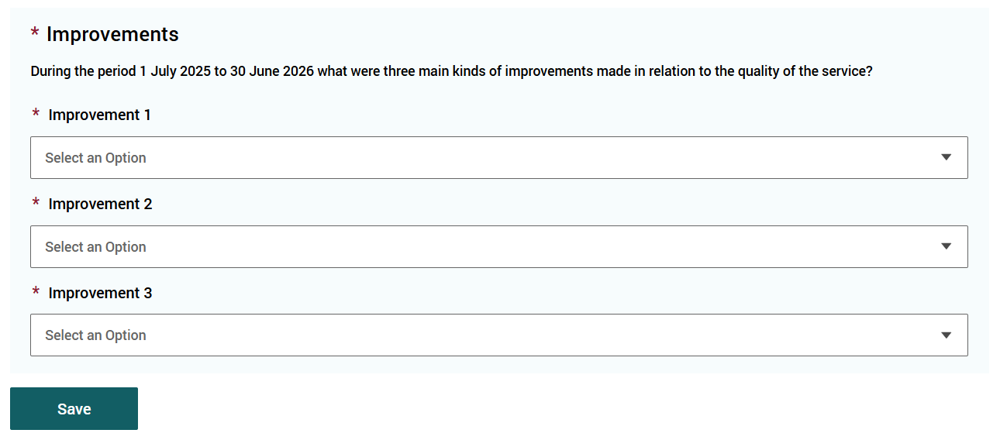 * Improvements
During the period 1 July 2025 to 30 June 2026 what were three main kinds of improvements made in relation to the quality of the service?
* Improvement 1
Select an Option
* Improvement 2
Select an Option
* Improvement 3
Select an Option
Save